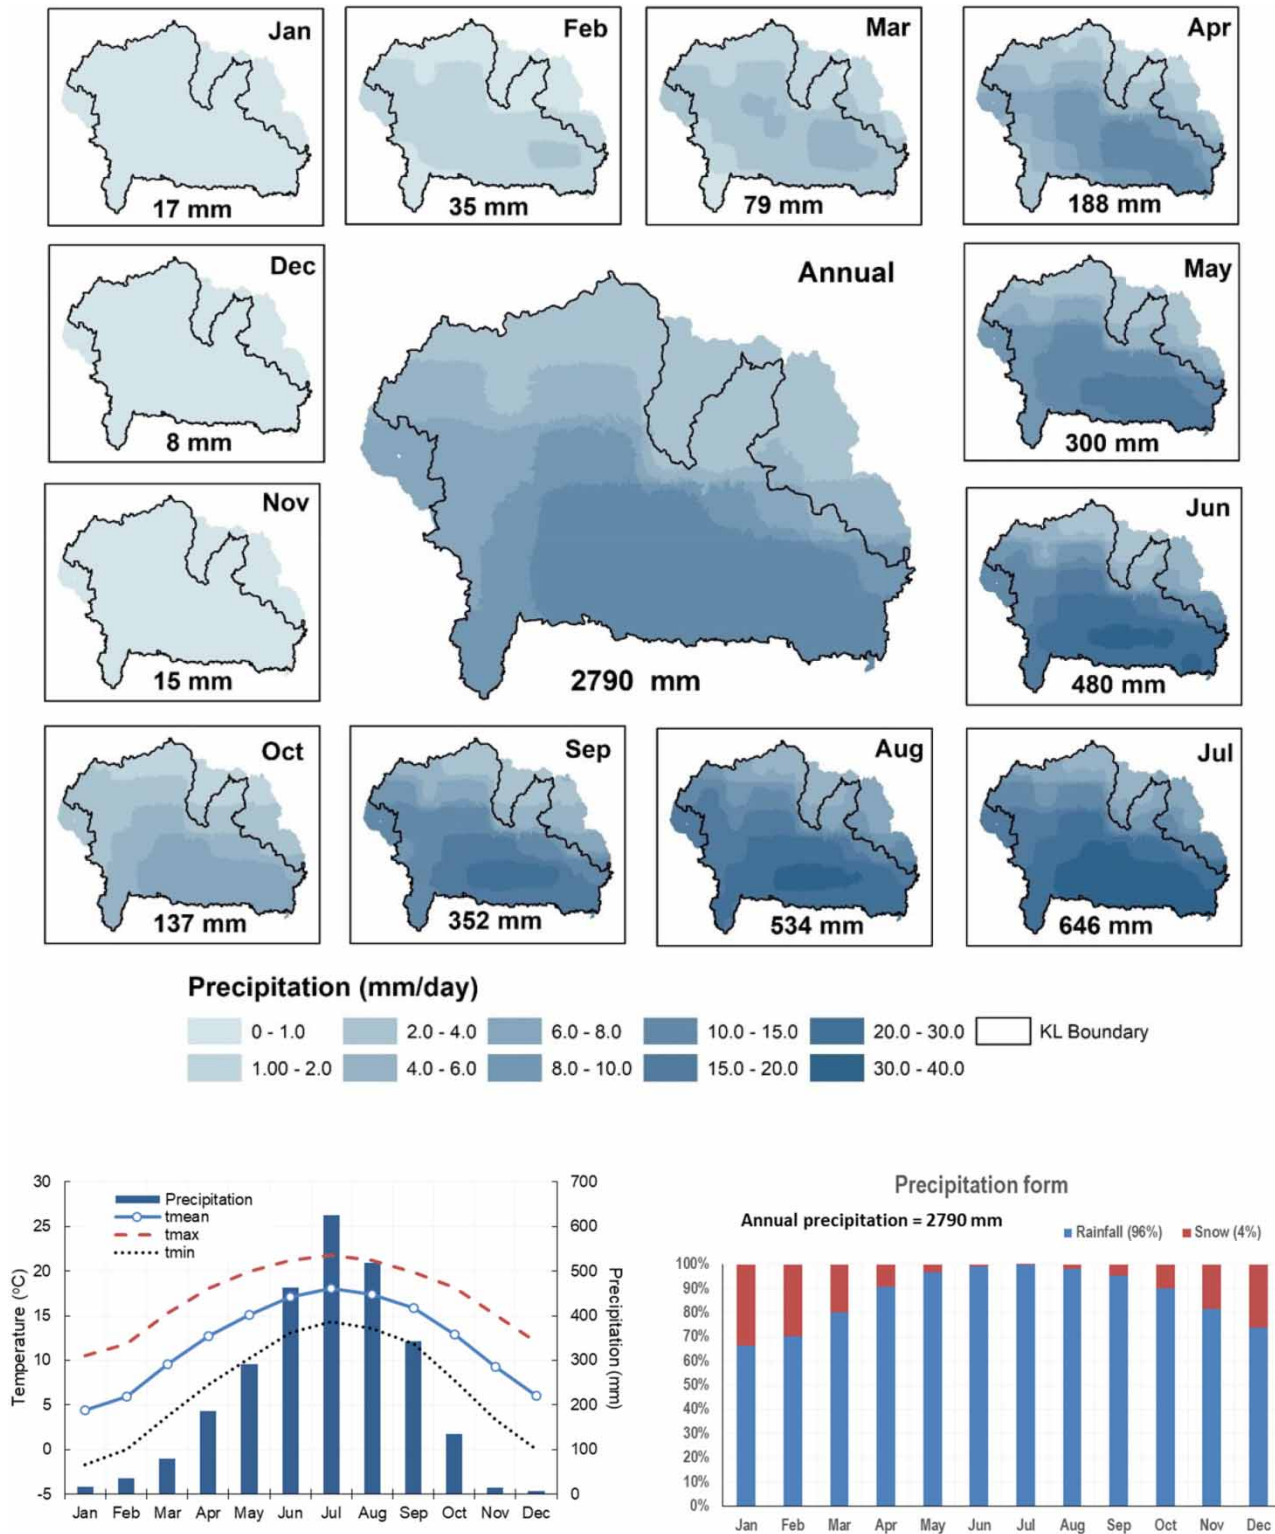 Jan
17 mm
Feb
35 mm
Mar
79 mm
Apr
188 mm
Dec
8 mm
Annual
2790 mm
May
300 mm
Nov
15 mm
Jun
480 mm
Oct
137 mm
Sep
352 mm
Aug
534 mm
Jul
646 mm
Precipitation (mm/day)
0 - 1.0
2.0 - 4.0
6.0 - 8.0
10.0 - 15.0
20.0 - 30.0
KL Boundary
1.00 - 2.0
4.0 - 6.0
8.0 - 10.0
15.0 - 20.0
30.0 - 40.0
Temperature (ºC)
30
25
20
15
10
5
0
-5
Precipitation
tmean
tmax
tmin
700
600
500
400
300
200
100
0
Precipitation (mm)
Jan Feb Mar Apr May Jun Jul Aug Sep Oct Nov Dec
Precipitation form
Annual precipitation = 2790 mm
Rainfall (96%) Snow (4%)
100%
90%
80%
70%
60%
50%
40%
30%
20%
10%
0%
Jan Feb Mar Apr May Jun Jul Aug Sep Oct Nov Dec